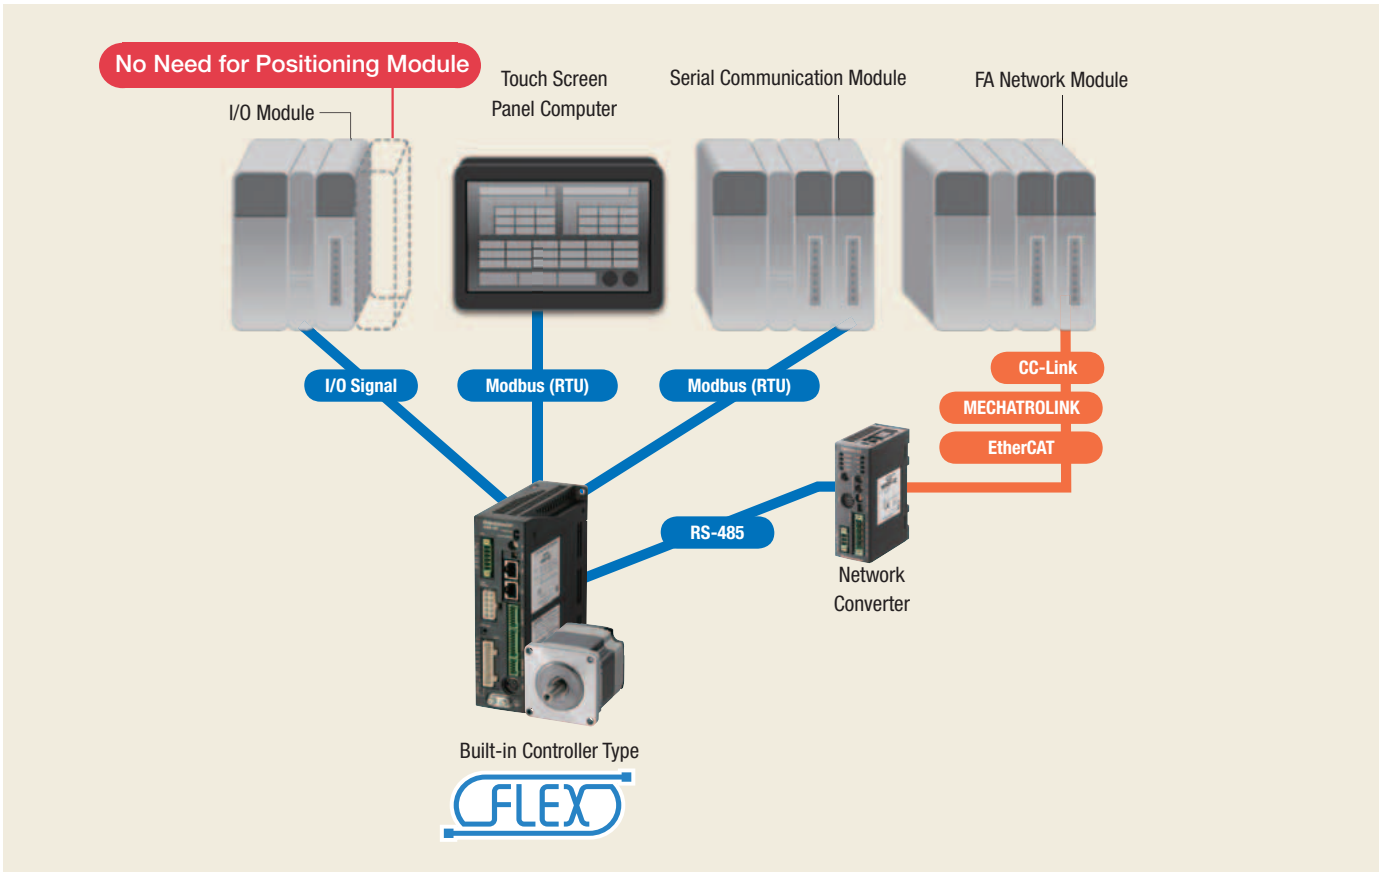 No Need for Positioning Module
I/O Module
Touch Screen
Panel Computer
Serial Communication Module
FA Network Module
I/O Signal
Modbus (RTU)
Modbus (RTU)
CC-Link
MECHATROLINK
EtherCAT
RS-485
Network
Converter
Built-in Controller Type
FLEX